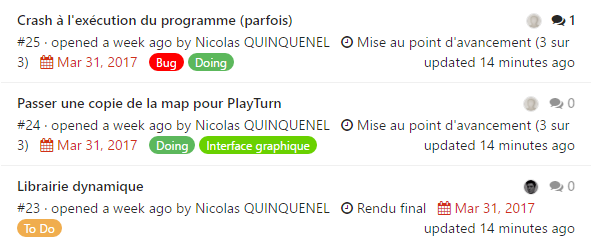 Crash à l'exécution du programme (parfois) 1
#25 · opened a week ago by Nicolas QUINQUENEL Mise au point d'avancement (3 sur
3) Mar 31, 2017 Bug Doing updated 14 minutes ago
Passer une copie de la map pour PlayTurn 0
#24 · opened a week ago by Nicolas QUINQUENEL Mise au point d'avancement (3 sur
3) Mar 31, 2017 Doing Interface graphique updated 14 minutes ago
Librairie dynamique 0
#23 · opened a week ago by Nicolas QUINQUENEL Rendu final Mar 31, 2017
To Do updated 14 minutes ago